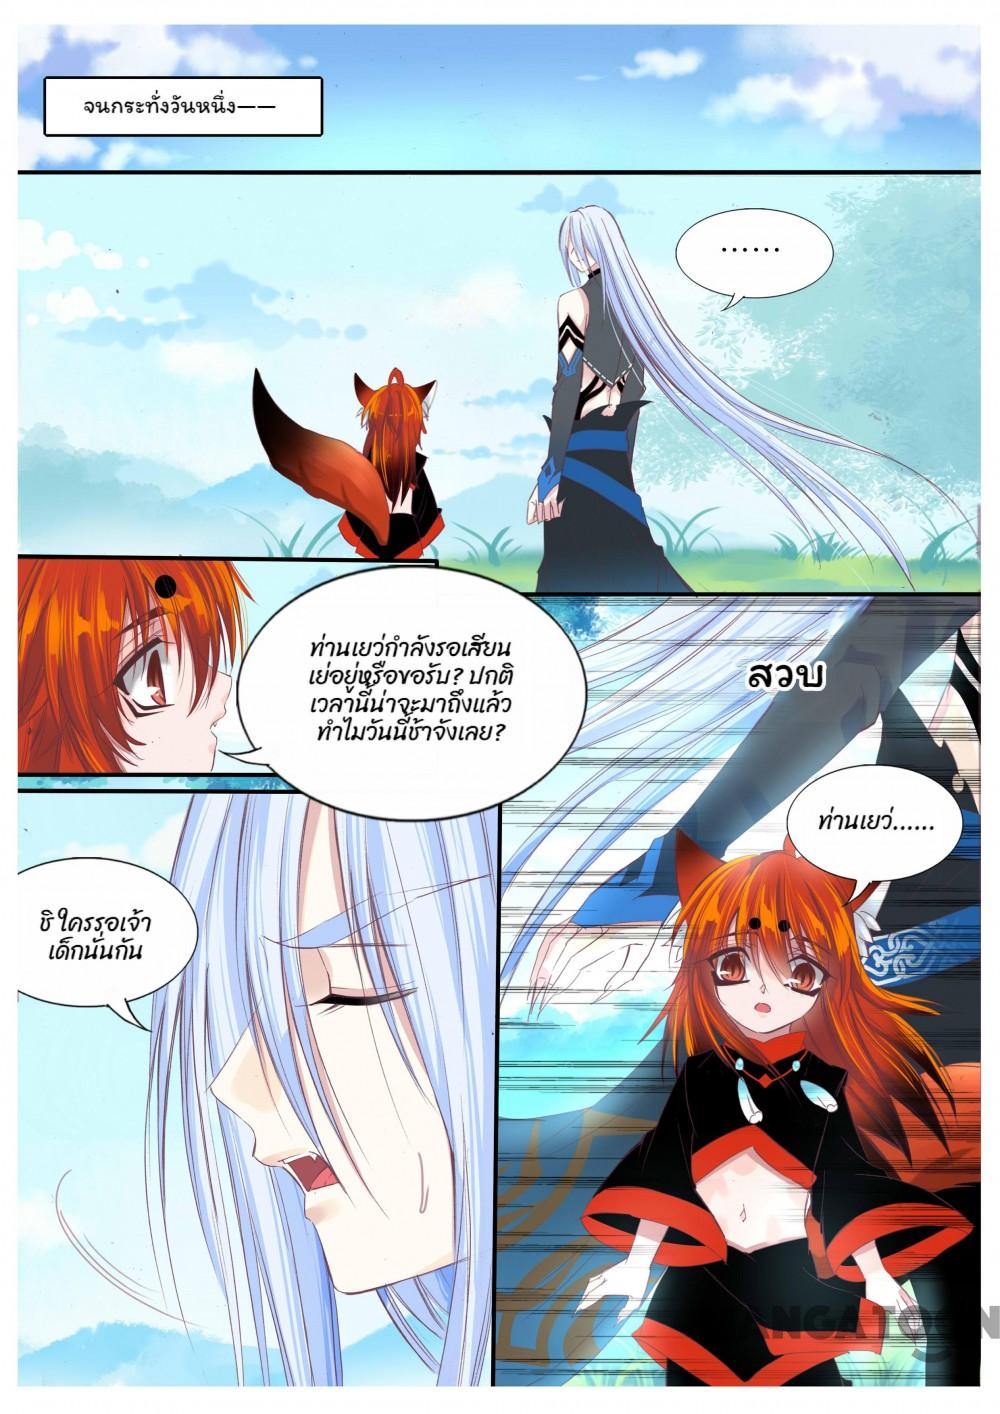 จนกระทั่งวันหนึ่ง——
……
ท่านเยว่กำลังรอเสียน
เย่อยู่หรือขอรับ? ปกติ
เวลานี้น่าจะมาถึงแล้ว
ทำไมวันนี้ช้าจังเลย?
สวบ
ท่านเยว่……
ชิ ใครรอเจ้า
เด็กนั่นกัน
MANGATOON